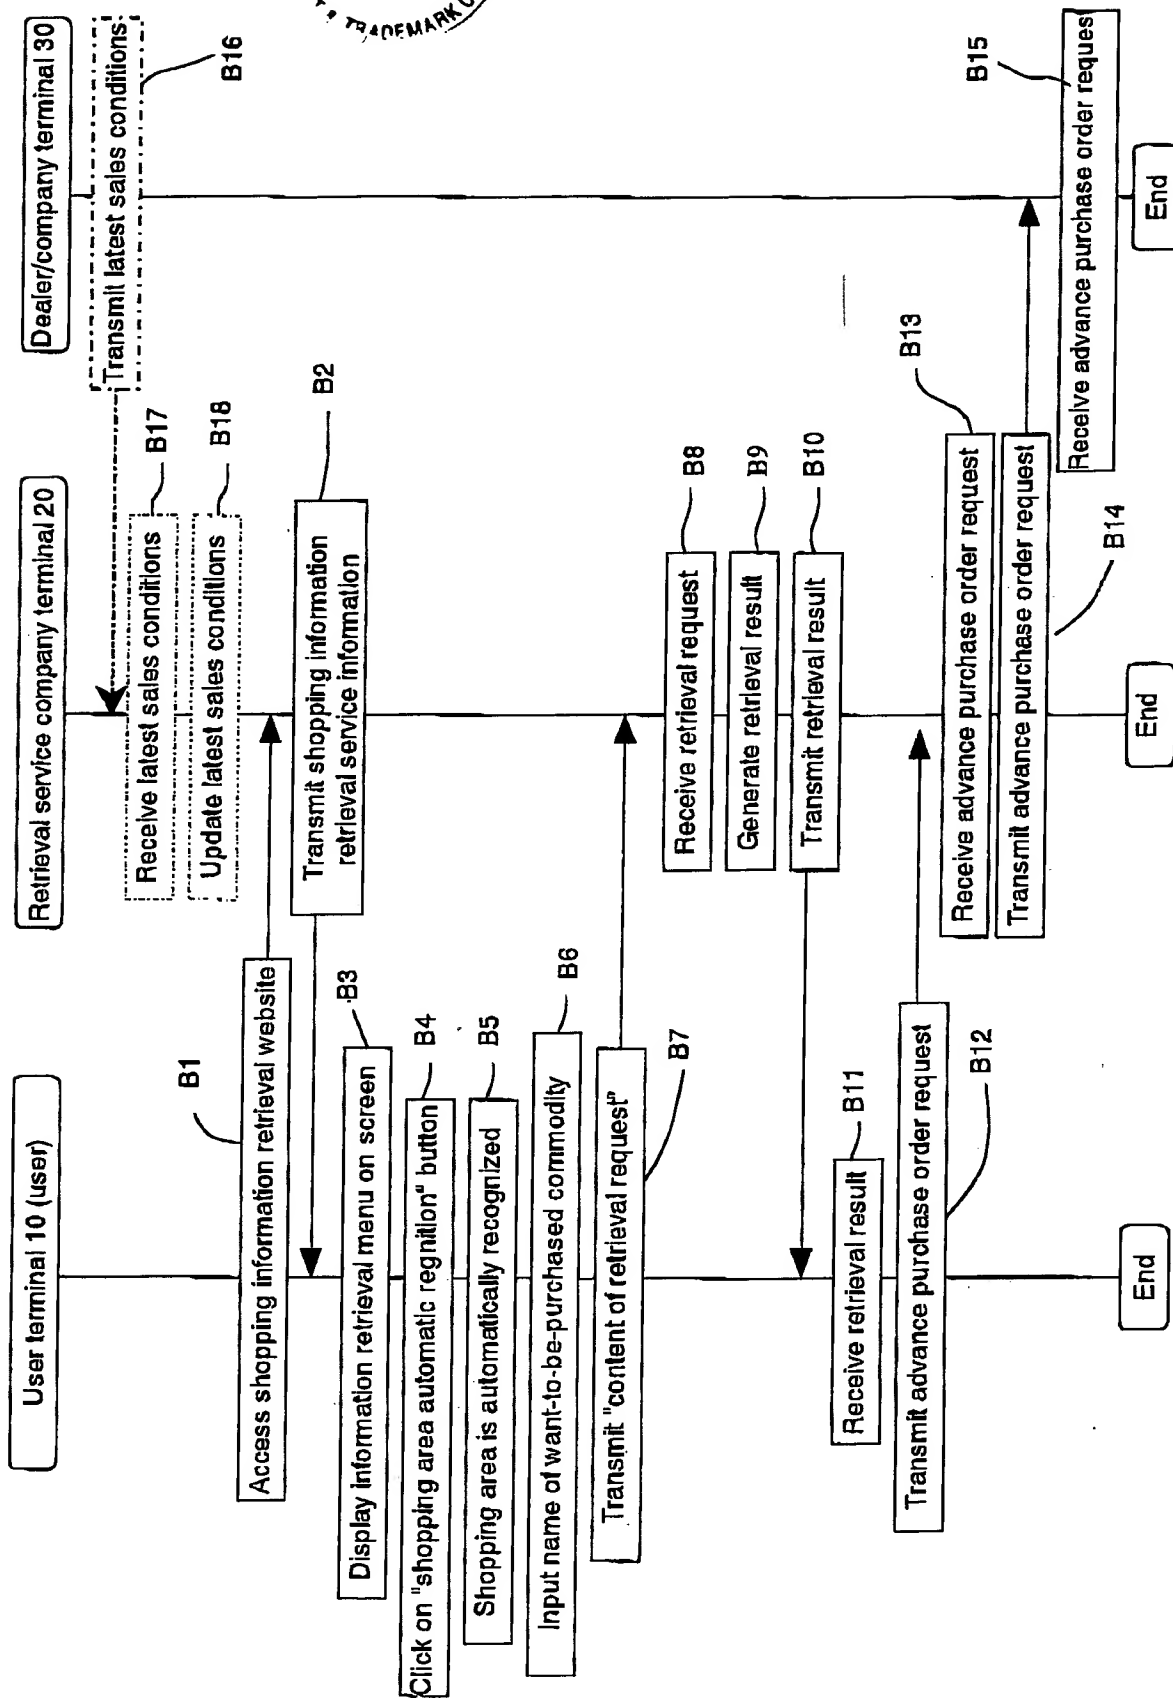 T & TRADEMARK
User terminal 10 (user)
Retrieval service company terminal 20
Dealer/company terminal 30
Transmit latest sales conditions
B16
Receive latest sales conditions
B17
Update latest sales conditions
B18
B1
Access shopping information retrieval website
Transmit shopping information
retrieval service information
B2
Display information retrieval menu on screen
B3
Click on "shopping area automatic regnition" button
B4
Shopping area is automatically recognized
B5
Input name of want-to-be-purchased commodity
B6
Transmit "content of retrieval request"
B7
Receive retrieval request
B8
Generate retrieval result
B9
Transmit retrieval result
B10
Receive retrieval result
B11
Transmit advance purchase order request
B12
Receive advance purchase order request
B13
Transmit advance purchase order request
B14
Receive advance purchase order reques
B15
End
End
End